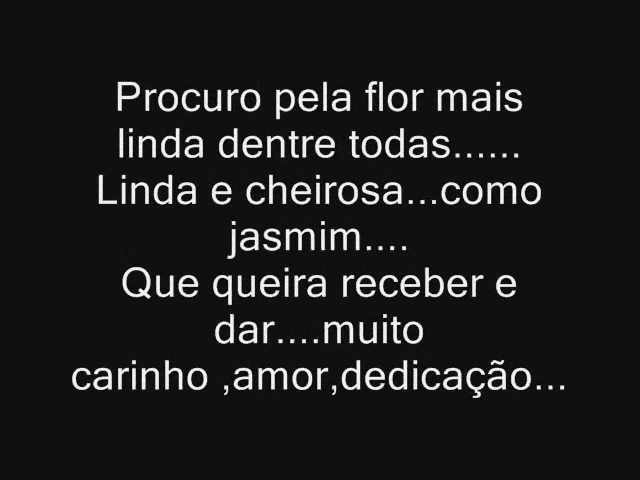 Procuro pela flor mais
linda dentre todas......
Linda e cheirosa...como
jasmim....
Que queira receber e
dar....muito
carinho ,amor,dedicação...